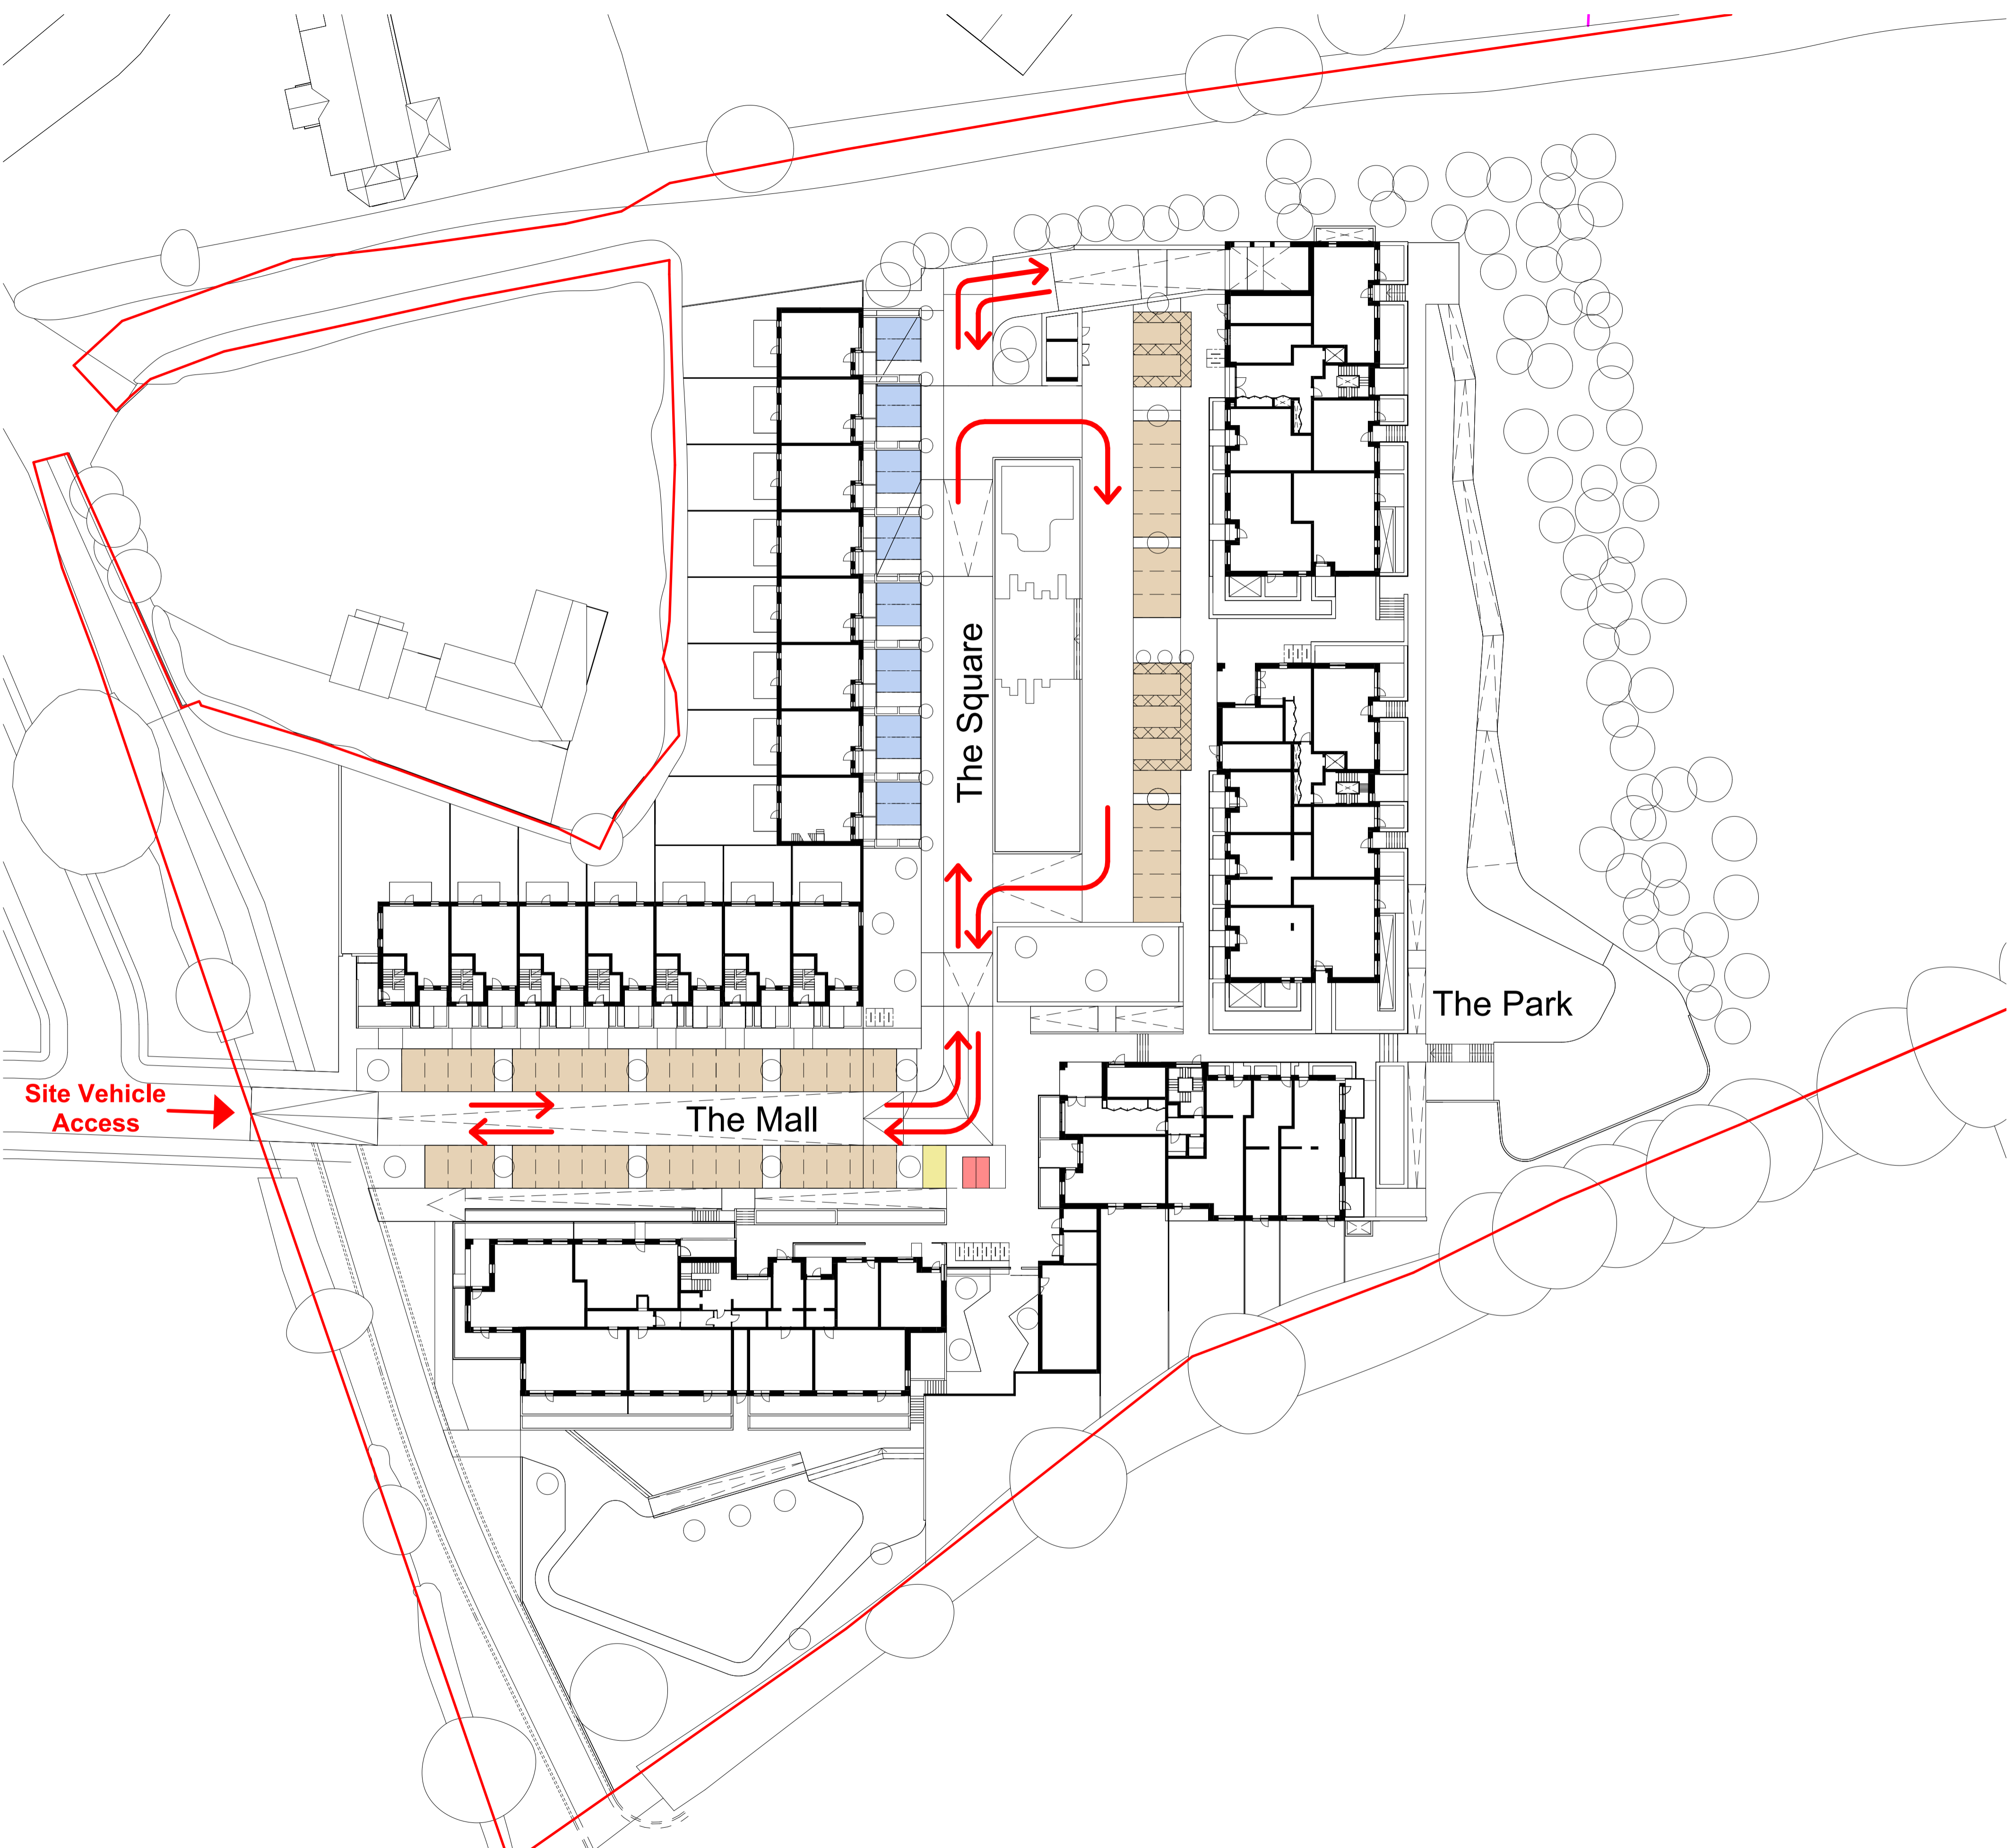 The Square
The Park
Site Vehicle
Access
The Mall